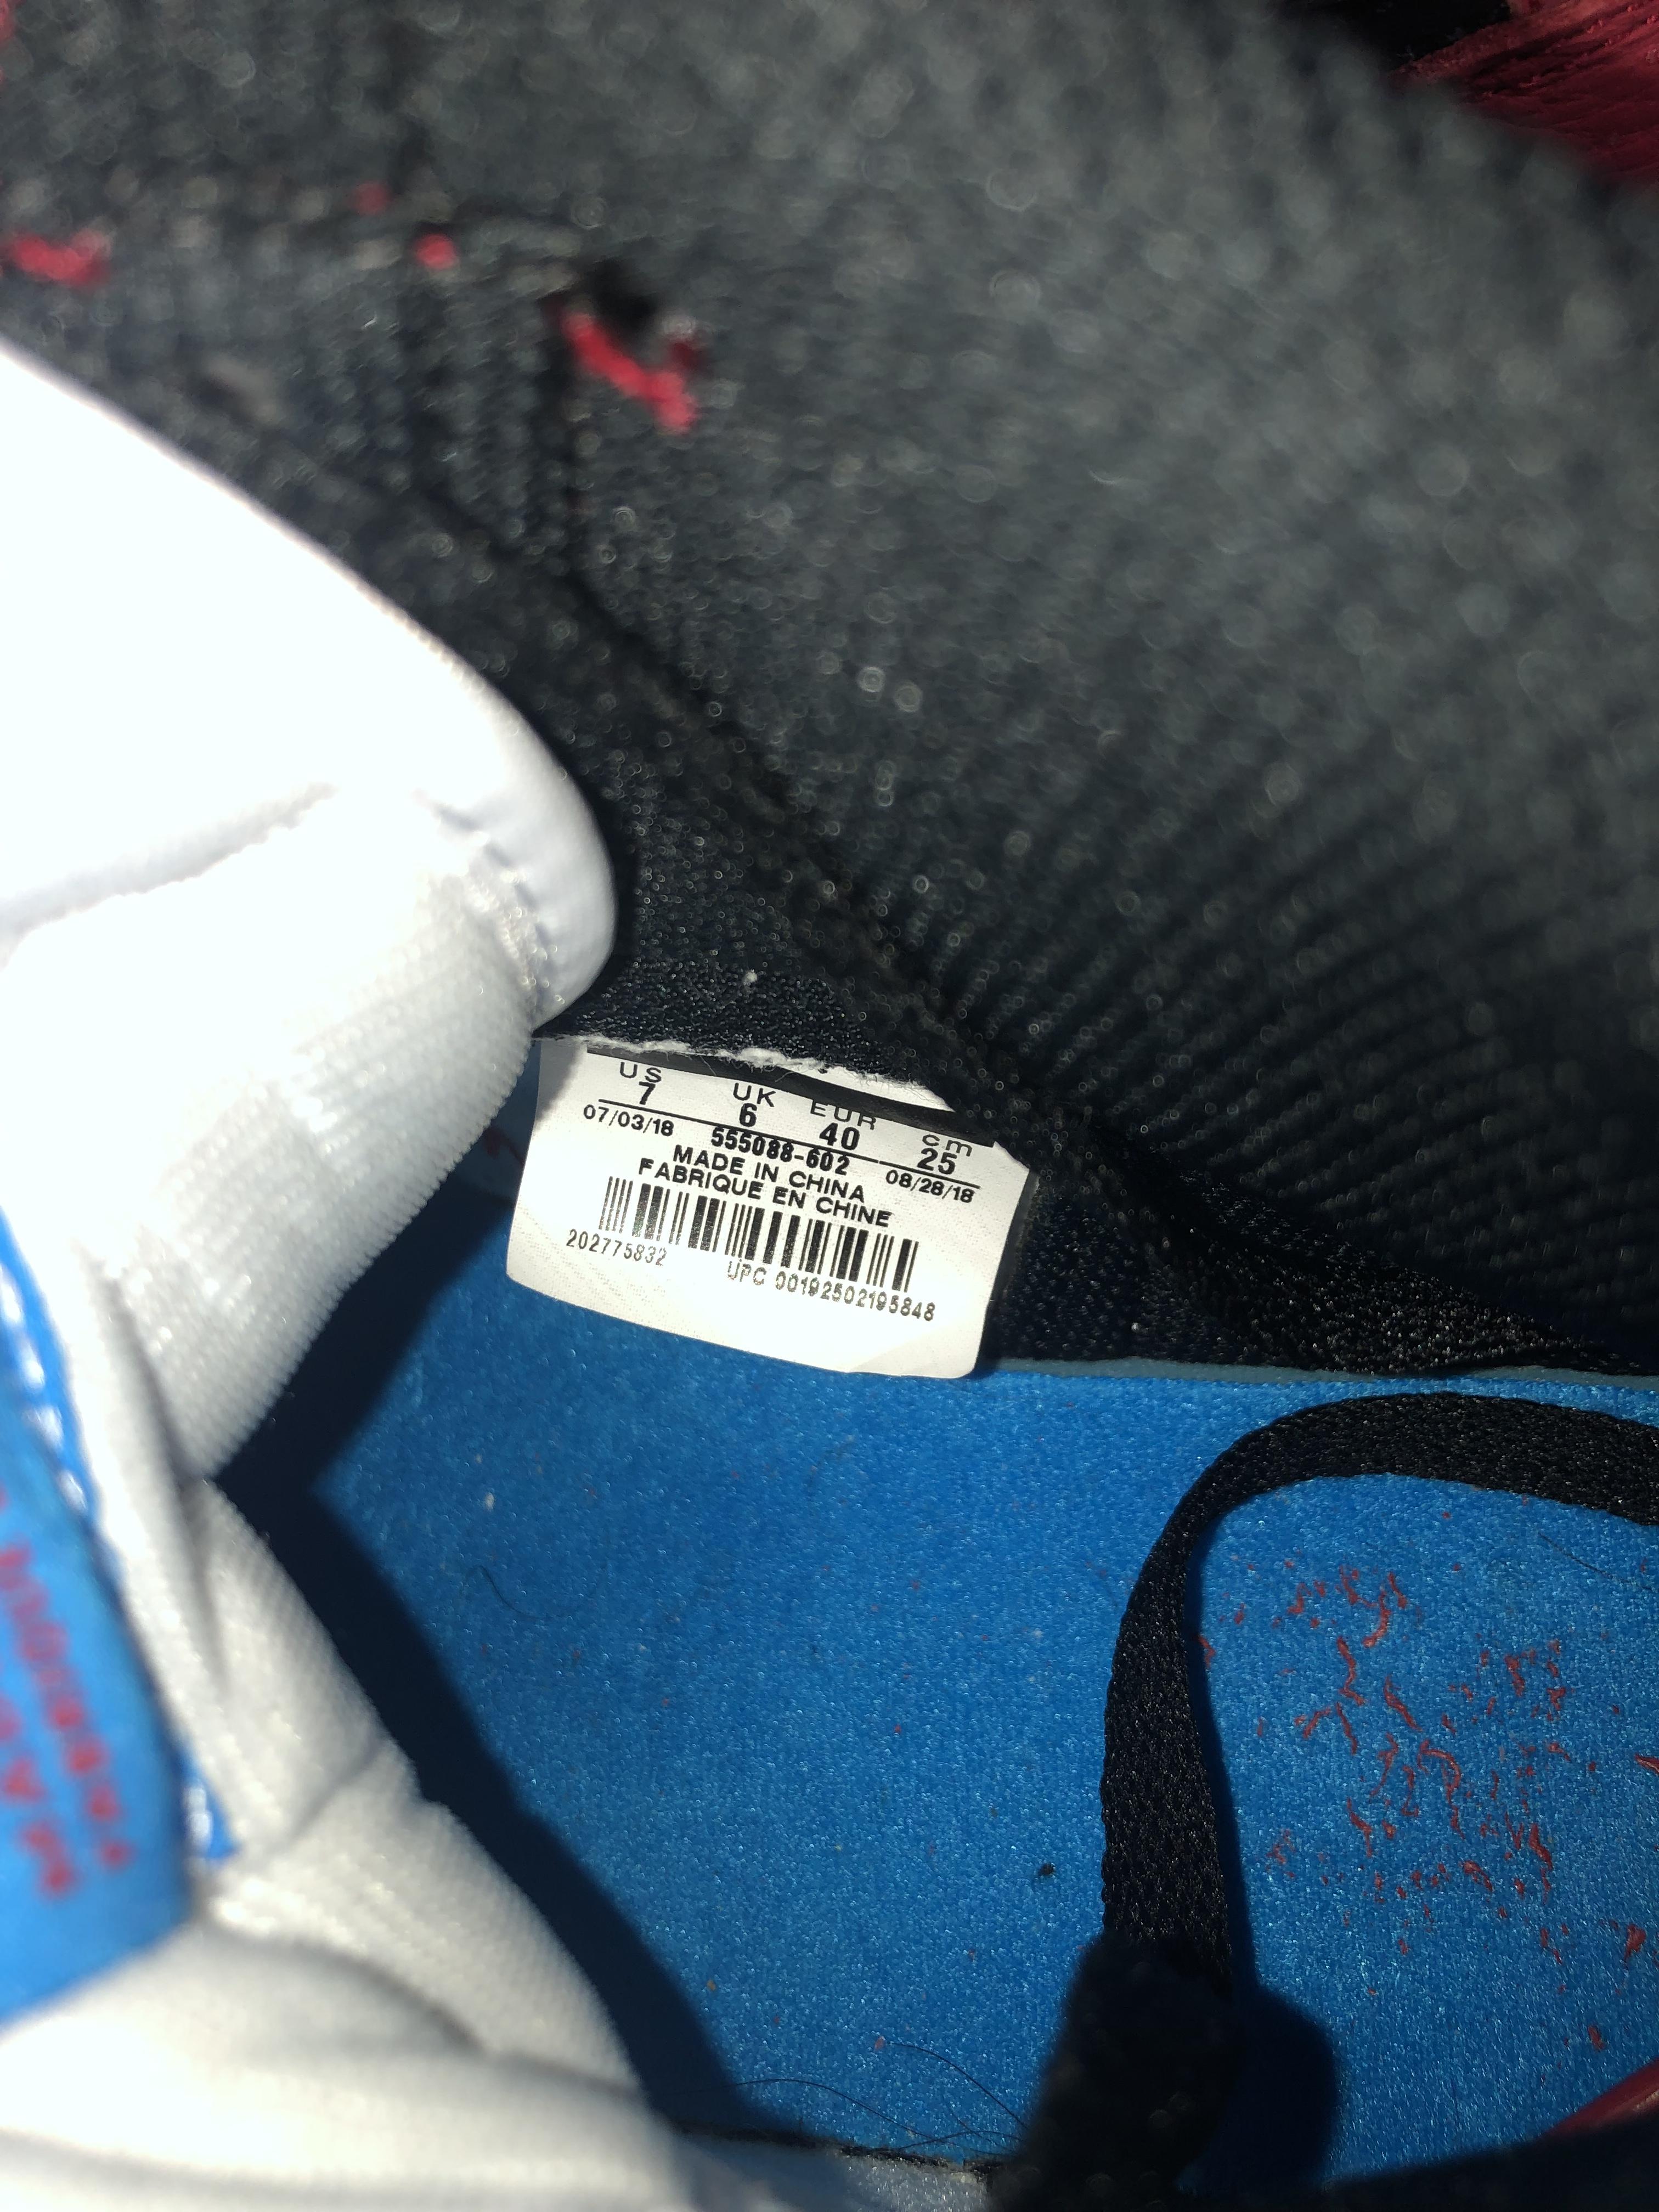 US UK EUR cm
7 6 40 25
07/03/18 555088-602 08/28/18
MADE IN CHINA
FABRIQUE EN CHINE
202775832 UPC 00192502195848